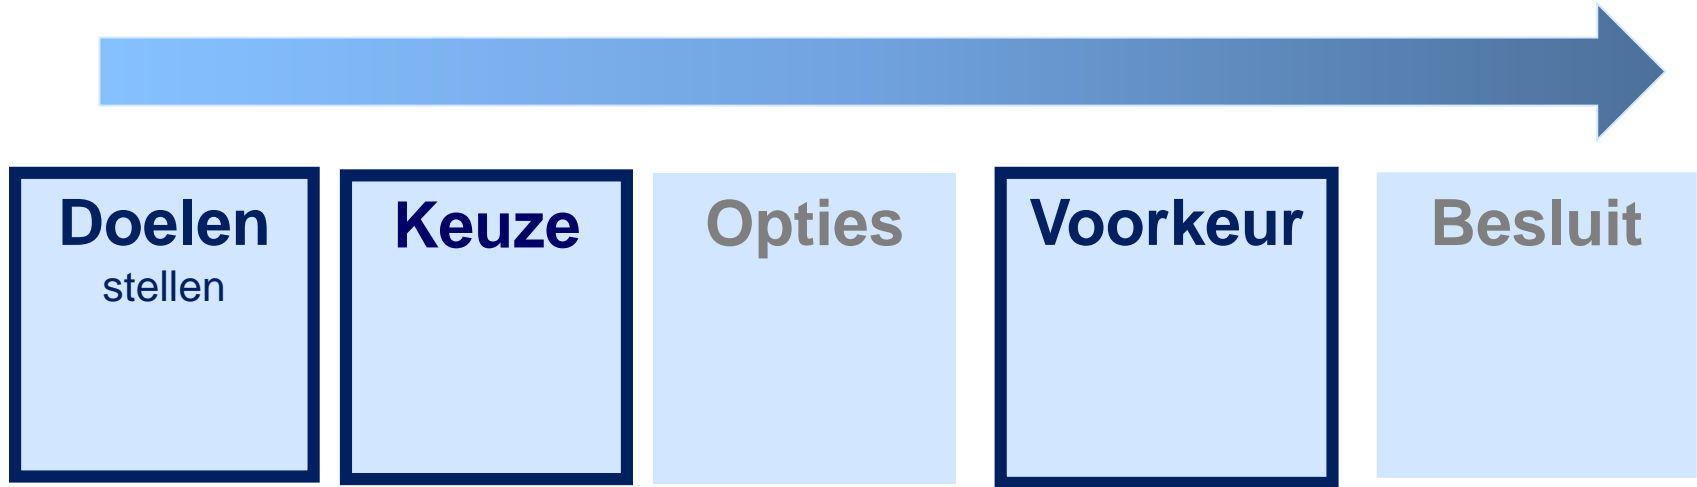 Doelen
stellen
Keuze
Opties
Voorkeur
Besluit